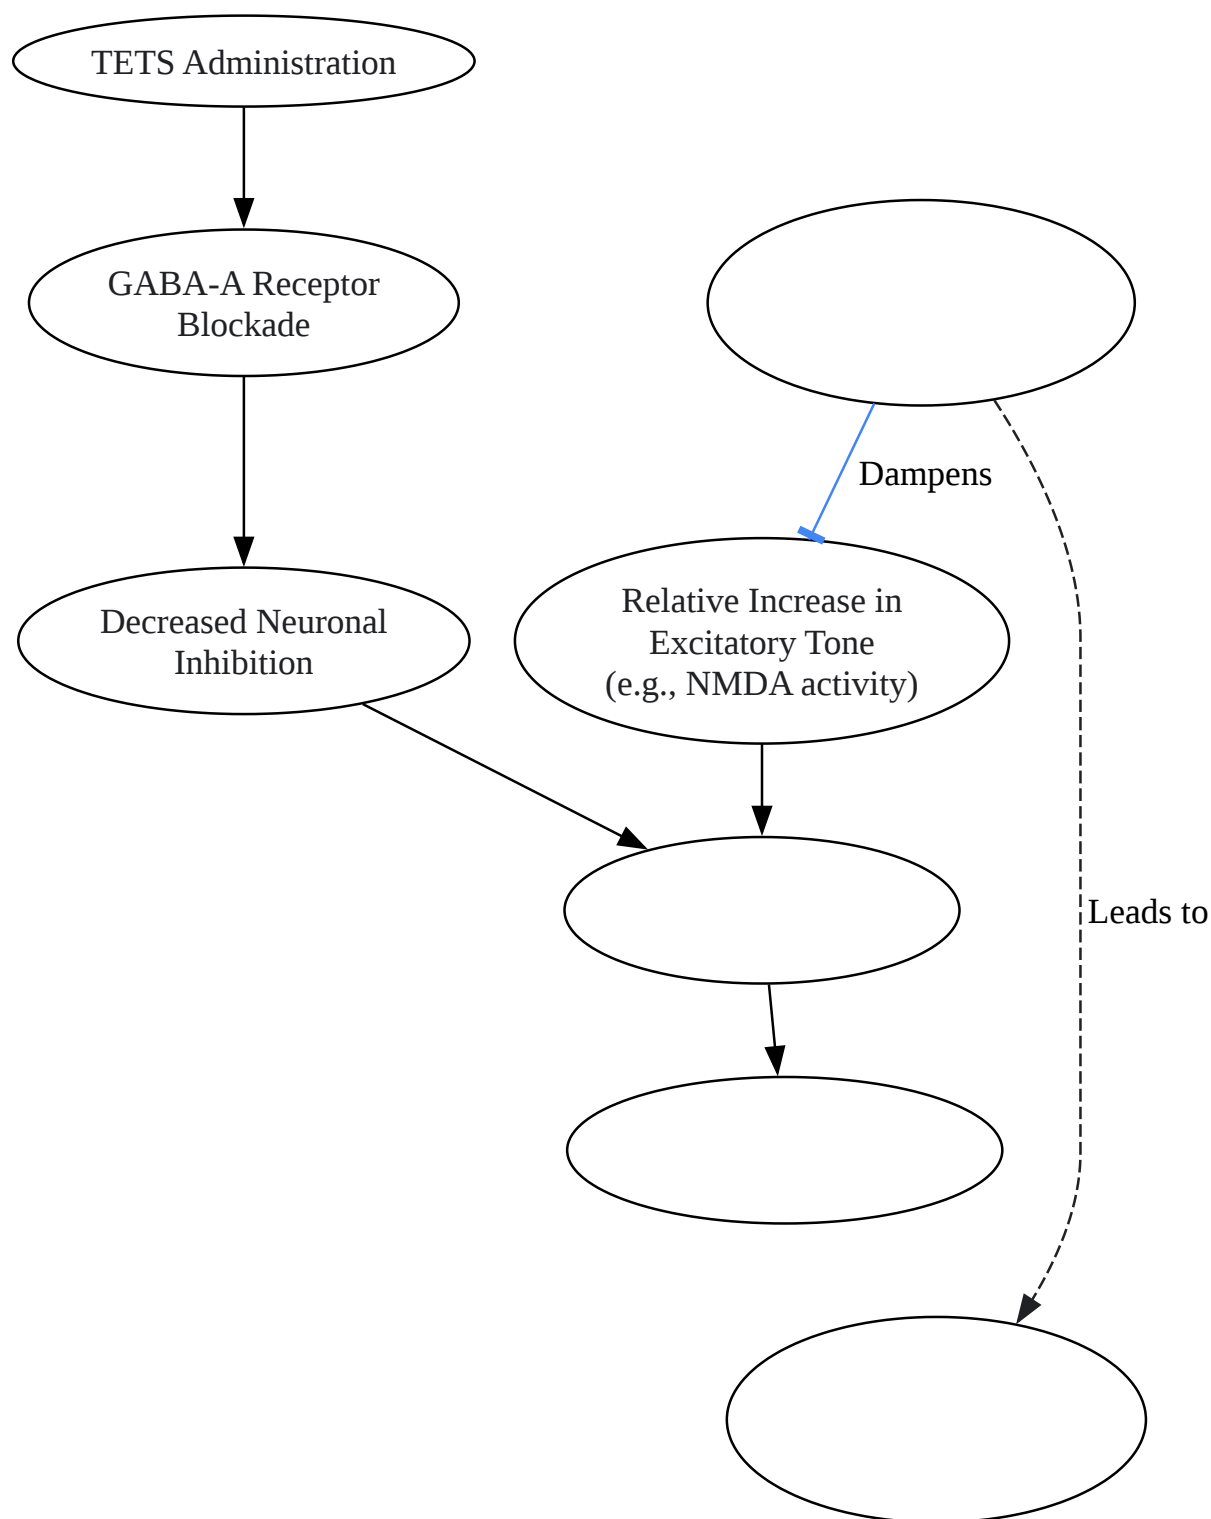 TETS Administration
GABA-A Receptor
Blockade
Dampens
Decreased Neuronal
Inhibition
Relative Increase in
Excitatory Tone
(e.g., NMDA activity)
Leads to